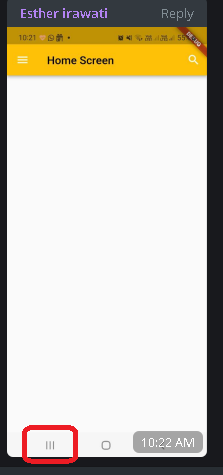 Esther irawati Reply
10:21
Home Screen
10:22 AM